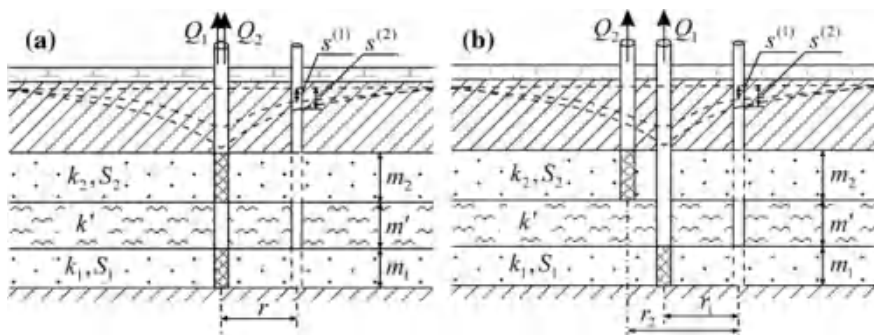 (a)
Q₁ Q₂
s⁽¹⁾ s⁽²⁾
k₂, S₂
m₂
k'
m'
k₁, S₁
m₁
r
(b)
Q₂ Q₁
s⁽¹⁾ s⁽²⁾
k₂, S₂
m₂
k'
m'
k₁, S₁
m₁
r₁
r₂